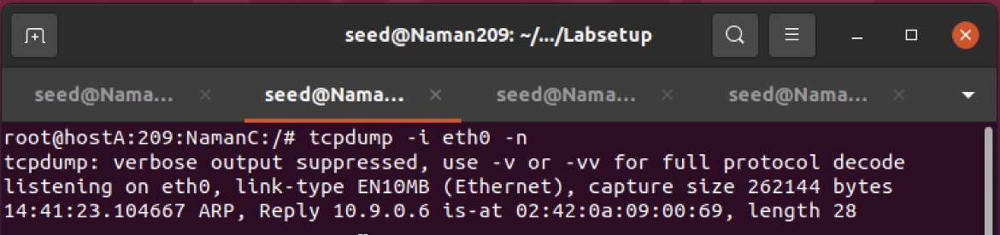 seed@Naman209: ~/.../Labsetup
seed@Nama... seed@Nama... seed@Nama... seed@Nama...
root@hostA:209:NamanC:/# tcpdump -i eth0 -n
tcpdump: verbose output suppressed, use -v or -vv for full protocol decode
listening on eth0, link-type EN10MB (Ethernet), capture size 262144 bytes
14:41:23.104667 ARP, Reply 10.9.0.6 is-at 02:42:0a:09:00:69, length 28